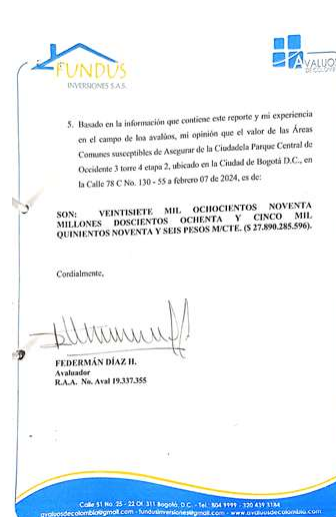 FUNDUS
INVERSIONES S.A.S.
AVALUOS
DE COLOMBIA
5. Basado en la información que contiene este reporte y mi experiencia
en el campo de loa avalúos, mi opinión que el valor de las Áreas
Comunes susceptibles de Asegurar de la Ciudadela Parque Central de
Occidente 3 torre 4 etapa 2, ubicado en la Ciudad de Bogotá D.C., en
la Calle 78 C No. 130 - 55 a febrero 07 de 2024, es de:
SON: VEINTISIETE MIL OCHOCIENTOS NOVENTA
MILLONES DOSCIENTOS OCHENTA Y CINCO MIL
QUINIENTOS NOVENTA Y SEIS PESOS M/CTE. ($ 27.890.285.596).
Cordialmente,
FEDERMÁN DÍAZ H.
Avaluador
R.A.A. No. Aval 19.337.355
Calle 51 No. 25 - 22 Of. 311 Bogotá, D.C. - Tel.: 804 9999 - 320 439 3184
avaluosdecolombia@gmail.com - fundusinversiones@gmail.com - www.avaluosdecolombia.com